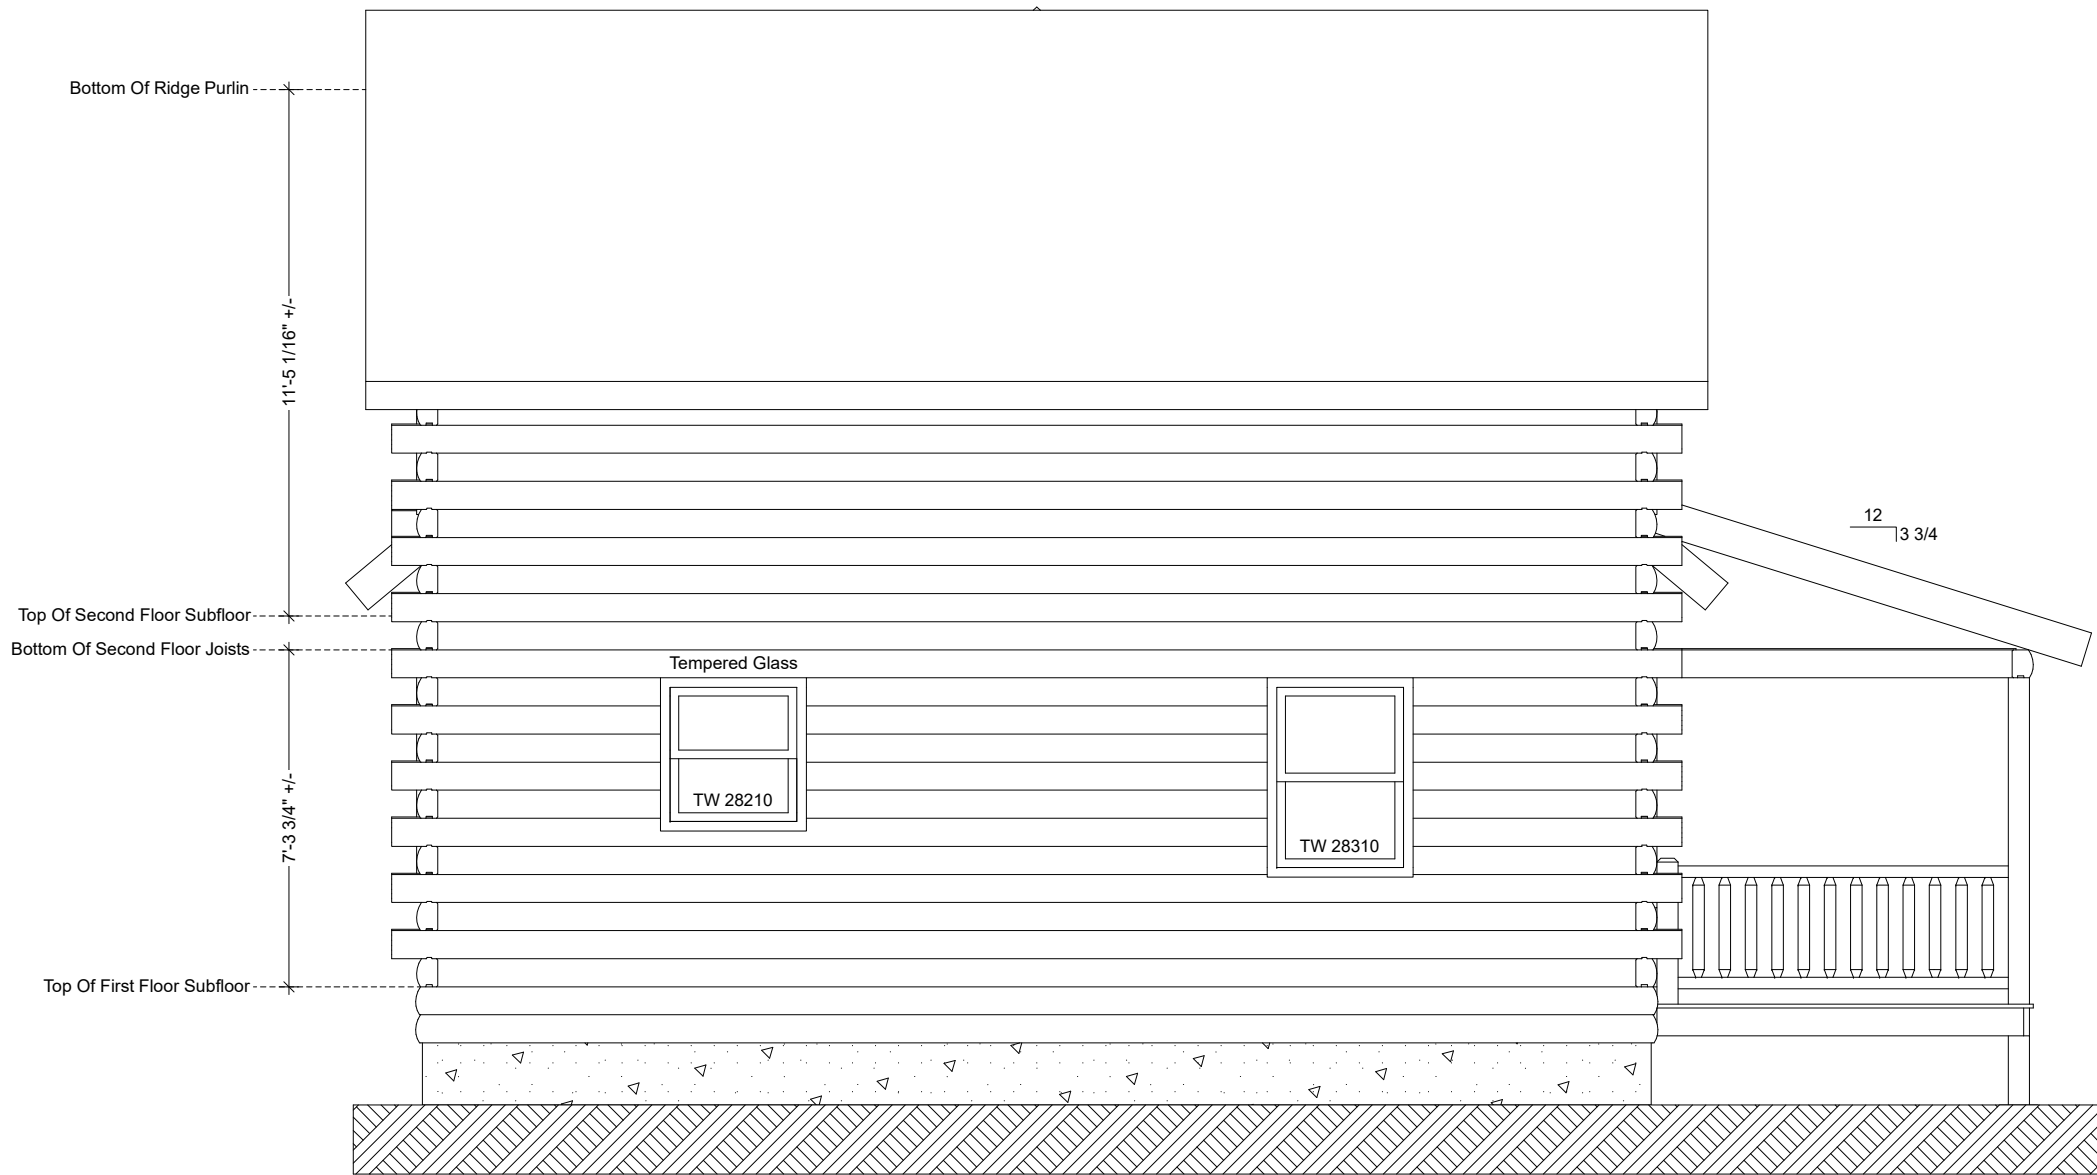 Bottom Of Ridge Purlin
11'-5 1/16" +/-
12
3 3/4
Top Of Second Floor Subfloor
Bottom Of Second Floor Joists
Tempered Glass
TW 28210
7'-3 3/4" +/-
TW 28310
Top Of First Floor Subfloor